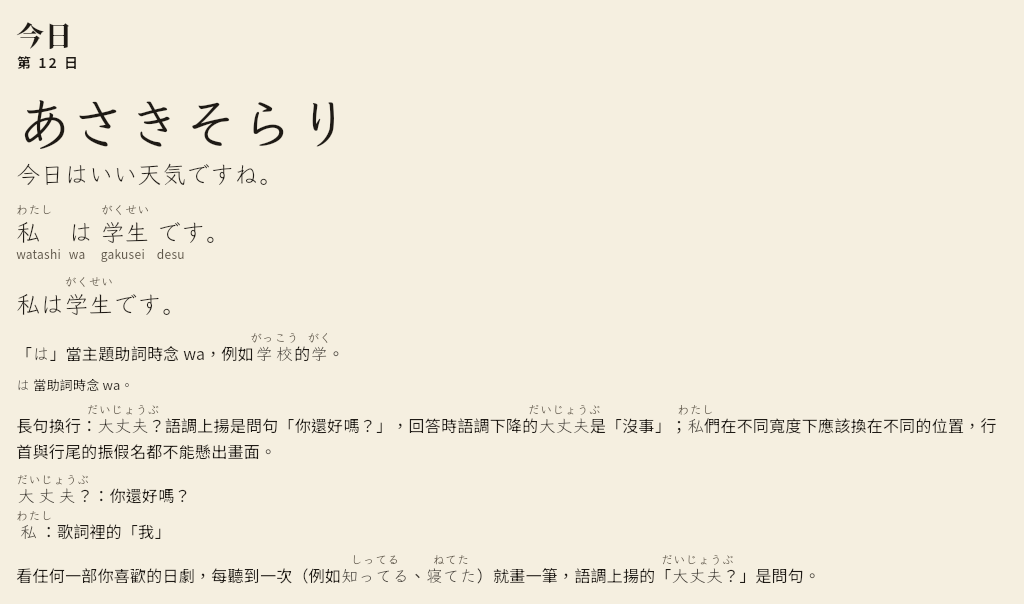 今日
第 12 日
あさきそらり
今日はいい天気ですね。
わたし がくせい
私 は 学生 です。
watashi wa gakusei desu
がくせい
私は学生です。
がっこう がく
「は」當主題助詞時念 wa，例如学校的学。
は 當助詞時念 wa。
だいじょうぶ だいじょうぶ わたし
長句換行：大丈夫？語調上揚是問句「你還好嗎？」，回答時語調下降的大丈夫是「沒事」；私們在不同寬度下應該換在不同的位置，行
首與行尾的振假名都不能懸出畫面。
だいじょうぶ
大丈夫？：你還好嗎？
わたし
私：歌詞裡的「我」
しってる ねてた だいじょうぶ
看任何一部你喜歡的日劇，每聽到一次（例如知ってる、寝てた）就畫一筆，語調上揚的「大丈夫？」是問句。